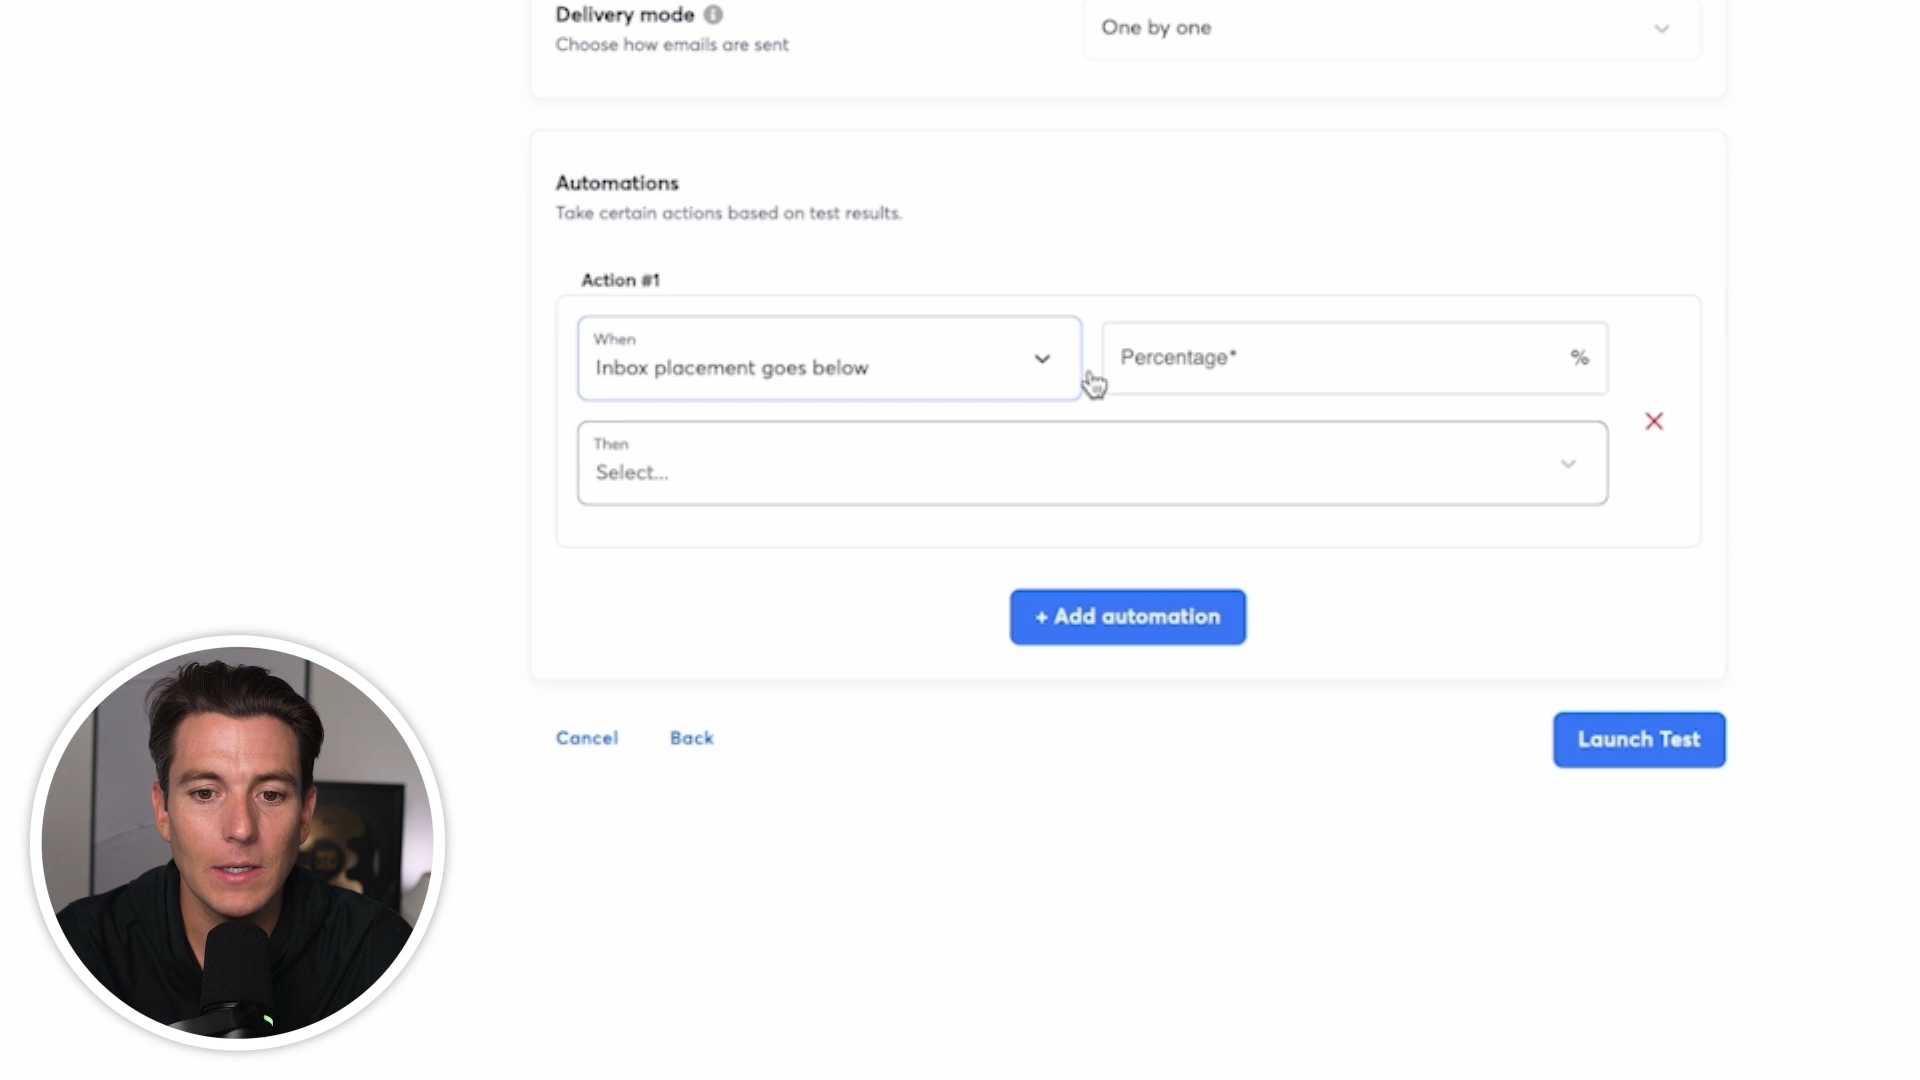 Delivery mode
Choose how emails are sent
One by one
Automations
Take certain actions based on test results.
Action #1
When
Inbox placement goes below
Percentage*
%
Then
Select...
+ Add automation
Cancel
Back
Launch Test